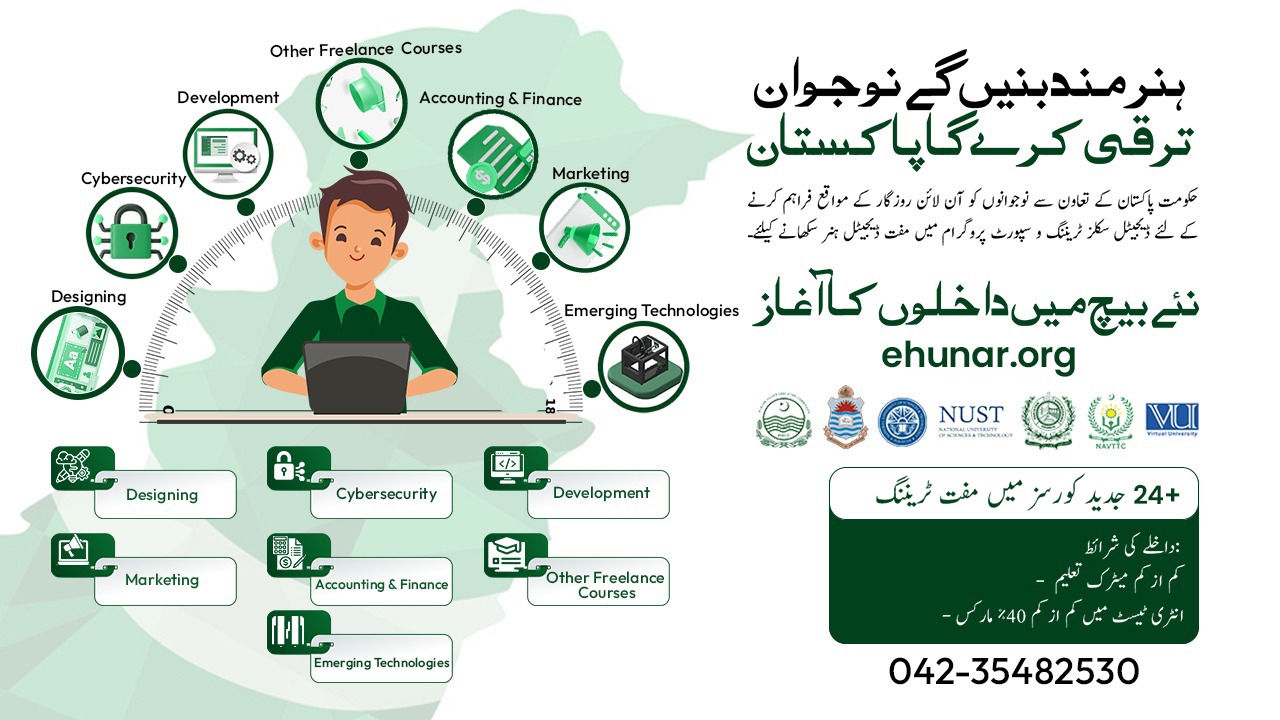 Other Freelance Courses
Development
Accounting & Finance
Cybersecurity
Marketing
Designing
Emerging Technologies
0
18
ہنر مند بنیں گے نوجوان
ترقی کرے گا پاکستان
حکومت پاکستان کے تعاون سے نوجوانوں کو آن لائن روزگار کے مواقع فراہم کرنے
کے لئے ڈیجیٹل سکلز ٹریننگ و سپورٹ پروگرام میں مفت ڈیجیٹل ہنر سکھانے کیلئے۔
نئے بیچ میں داخلوں کا آغاز
ehunar.org
NUST
NATIONAL UNIVERSITY
OF SCIENCES & TECHNOLOGY
NAVTTC
VU
Virtual University
24+ جدید کورسز میں مفت ٹریننگ
داخلے کی شرائط:
کم از کم میٹرک تعلیم -
انٹری ٹیسٹ میں کم از کم 40٪ مارکس -
042-35482530
Designing
Cybersecurity
Development
Marketing
Accounting & Finance
Other Freelance
Courses
Emerging Technologies